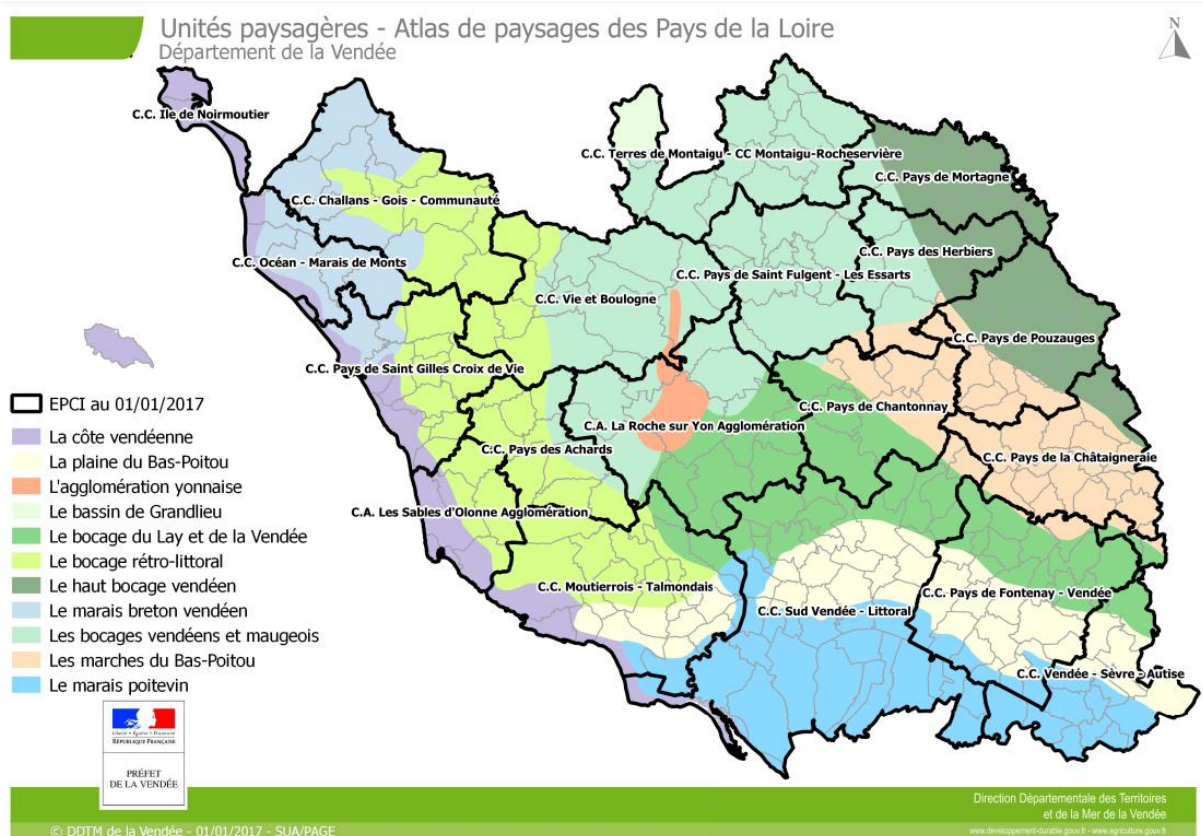 Unités paysagères - Atlas de paysages des Pays de la Loire
Département de la Vendée
N
C.C. Ile de Noirmoutier
C.C. Terres de Montaigu - CC Montaigu-Rocheservière
C.C. Pays de Mortagne
C.C. Challans - Gois - Communauté
C.C. Pays des Herbiers
C.C. Océan - Marais de Monts
C.C. Pays de Saint Fulgent - Les Essarts
C.C. Vie et Boulogne
C.C. Pays de Pouzauges
C.C. Pays de Saint Gilles Croix de Vie
C.C. Pays de Chantonnay
C.A. La Roche sur Yon Agglomération
C.C. Pays des Achards
C.C. Pays de la Châtaigneraie
C.A. Les Sables d'Olonne Agglomération
C.C. Moutierrois - Talmondais
C.C. Pays de Fontenay - Vendée
C.C. Sud Vendée - Littoral
C.C. Vendée - Sèvre - Autise
EPCI au 01/01/2017
La côte vendéenne
La plaine du Bas-Poitou
L'agglomération yonnaise
Le bassin de Grandlieu
Le bocage du Lay et de la Vendée
Le bocage rétro-littoral
Le haut bocage vendéen
Le marais breton vendéen
Les bocages vendéens et maugeois
Les marches du Bas-Poitou
Le marais poitevin
Liberté • Égalité • Fraternité
RÉPUBLIQUE FRANÇAISE
PRÉFET
DE LA VENDÉE
Direction Départementale des Territoires
et de la Mer de la Vendée
www.developpement-durable.gouv.fr - www.agriculture.gouv.fr
© DDTM de la Vendée - 01/01/2017 - SUA/PAGE